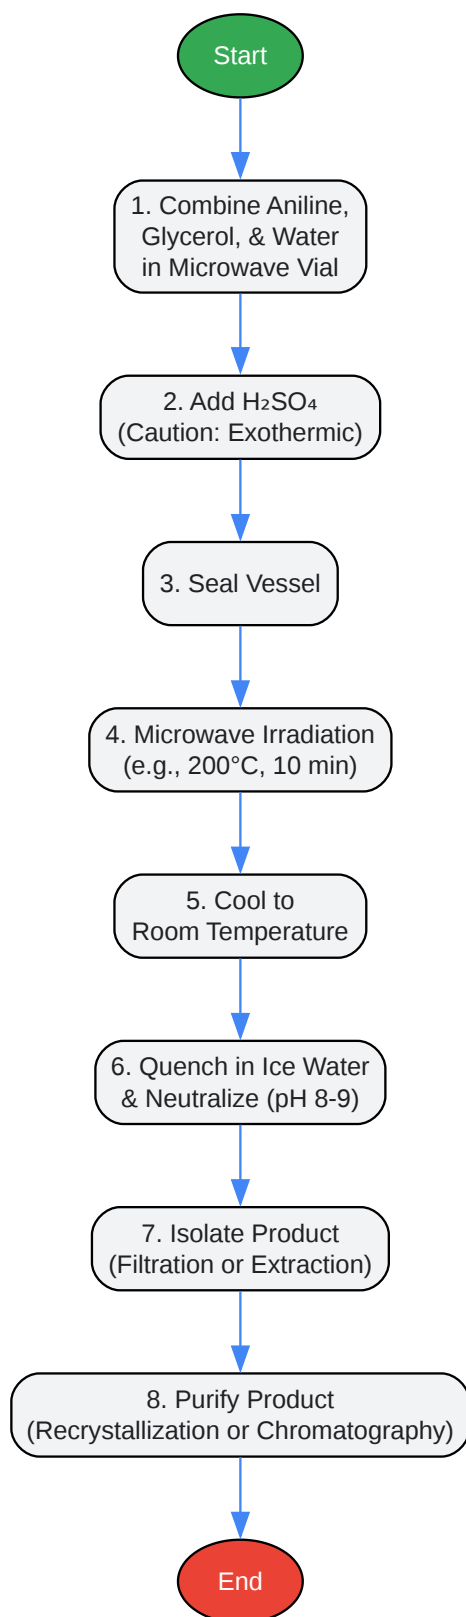 Start
1. Combine Aniline,
Glycerol, & Water
in Microwave Vial
2. Add H₂SO₄
(Caution: Exothermic)
3. Seal Vessel
4. Microwave Irradiation
(e.g., 200°C, 10 min)
5. Cool to
Room Temperature
6. Quench in Ice Water
& Neutralize (pH 8-9)
7. Isolate Product
(Filtration or Extraction)
8. Purify Product
(Recrystallization or Chromatography)
End